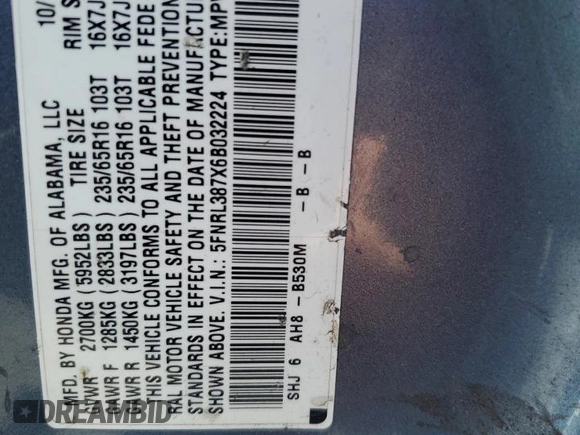 MFD. BY HONDA MFG. OF ALABAMA, LLC 10/
GVWR 2700KG (5952LBS) TIRE SIZE RIM S
GAWR F 1285KG (2833LBS) 235/65R16 103T 16X7J
GAWR R 1450KG (3197LBS) 235/65R16 103T 16X7J
THIS VEHICLE CONFORMS TO ALL APPLICABLE FEDE
RAL MOTOR VEHICLE SAFETY AND THEFT PREVENTION
STANDARDS IN EFFECT ON THE DATE OF MANUFACTUR
SHOWN ABOVE. V.I.N.: 5FNRL387X6B032224 TYPE:MPV
SHJ 6 AH8 -B530M -B -B
DREAMBID